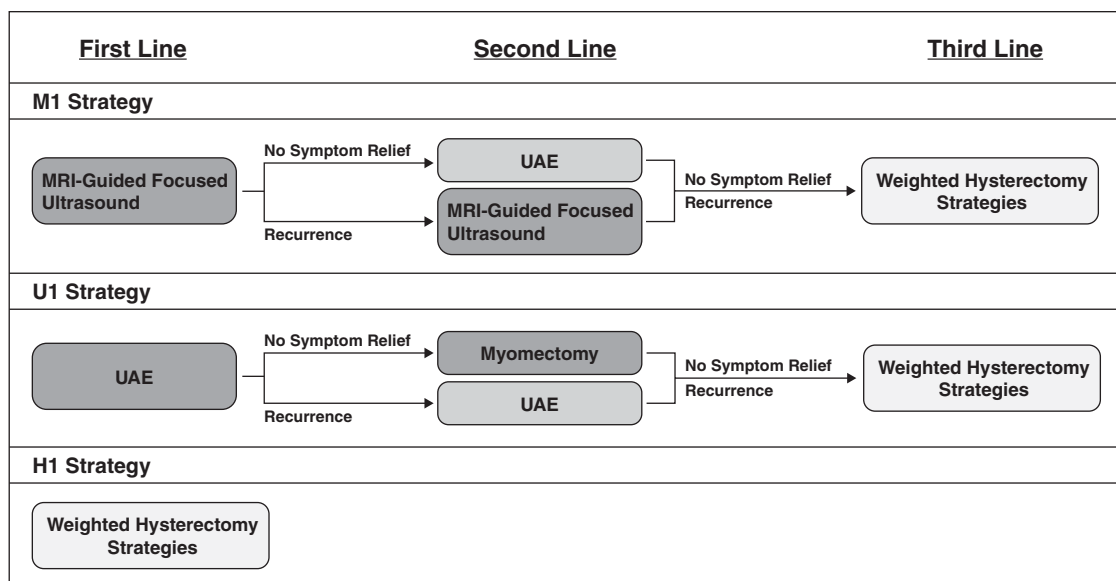 First Line
Second Line
Third Line
M1 Strategy
MRI-Guided Focused
Ultrasound
No Symptom Relief
Recurrence
UAE
MRI-Guided Focused
Ultrasound
No Symptom Relief
Recurrence
Weighted Hysterectomy
Strategies
U1 Strategy
UAE
No Symptom Relief
Recurrence
Myomectomy
UAE
No Symptom Relief
Recurrence
Weighted Hysterectomy
Strategies
H1 Strategy
Weighted Hysterectomy
Strategies